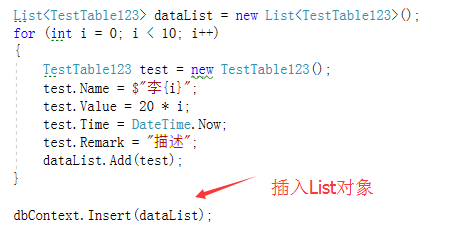 List<TestTable123> dataList = new List<TestTable123>();
for (int i = 0; i < 10; i++)
{
    TestTable123 test = new TestTable123();
    test.Name = $"李{i}";
    test.Value = 20 * i;
    test.Time = DateTime.Now;
    test.Remark = "描述";
    dataList.Add(test);
}
插入List对象
dbContext.Insert(dataList);